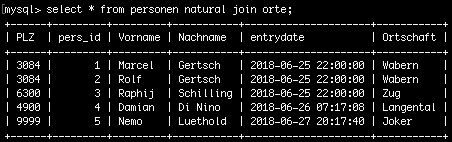 [mysql> select * from personen natural join orte;
+------+---------+---------+-----------+---------------------+-----------+
| PLZ | pers_id | Vorname | Nachname | entrydate | Ortschaft |
+------+---------+---------+-----------+---------------------+-----------+
| 3084 | 1 | Marcel | Gertsch | 2018-06-25 22:00:00 | Wabern |
| 3084 | 2 | Rolf | Gertsch | 2018-06-25 22:00:00 | Wabern |
| 6300 | 3 | Raphij | Schilling | 2018-06-25 22:00:00 | Zug |
| 4900 | 4 | Damian | Di Nino | 2018-06-26 07:17:08 | Langental |
| 9999 | 5 | Nemo | Luethold | 2018-06-27 20:17:40 | Joker |
+------+---------+---------+-----------+---------------------+-----------+